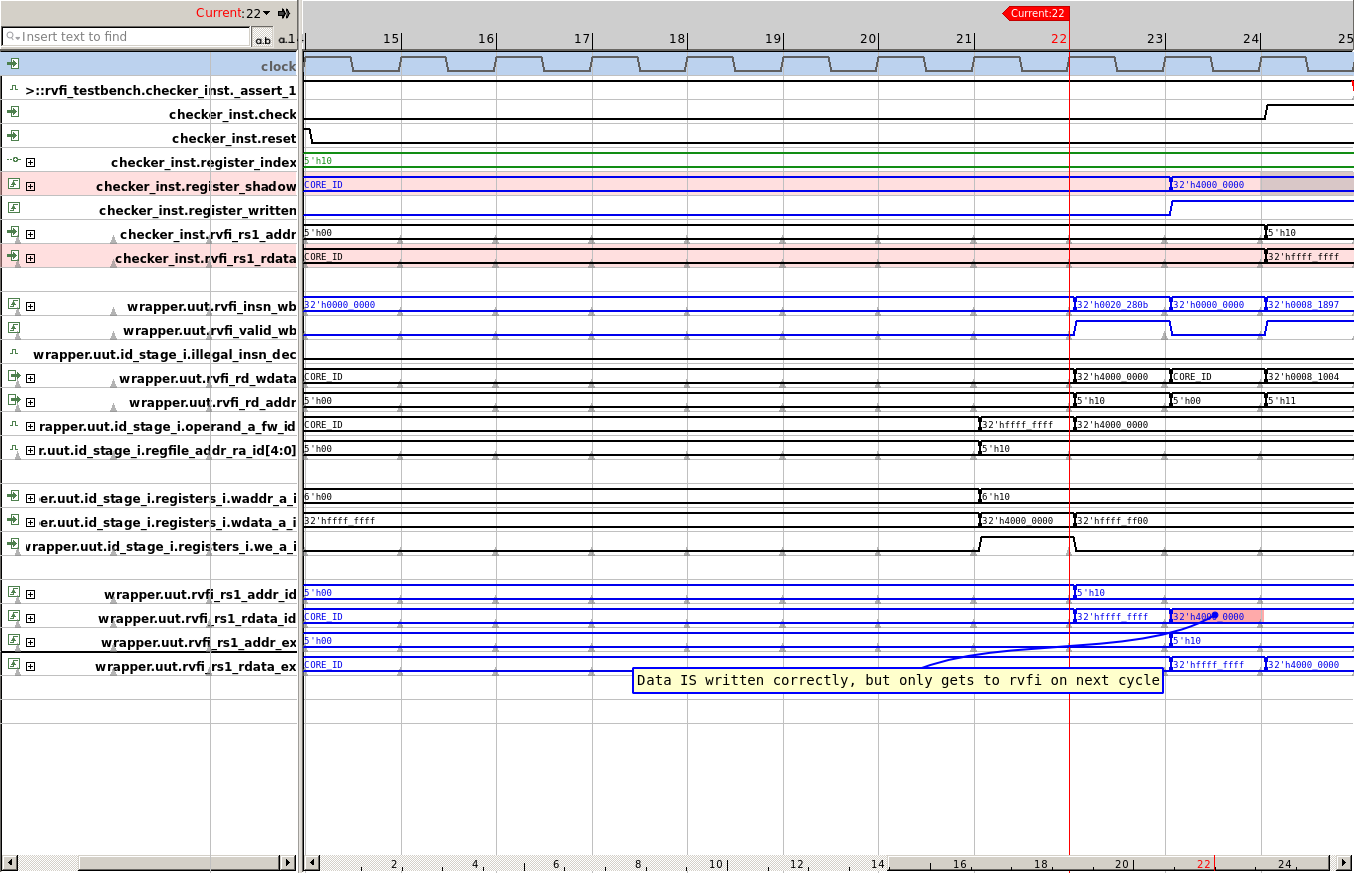 Current:22
Current:22
Insert text to find
a.b
a.1
15 16 17 18 19 20 21 22 23 24 25
clock
>::rvfi_testbench.checker_inst._assert_1
checker_inst.check
checker_inst.reset
checker_inst.register_index 5'h10
checker_inst.register_shadow CORE_ID 32'h4000_0000
checker_inst.register_written
checker_inst.rvfi_rs1_addr 5'h00 5'h10
checker_inst.rvfi_rs1_rdata CORE_ID 32'hffff_ffff
wrapper.uut.rvfi_insn_wb 32'h0000_0000 32'h0020_280b 32'h0000_0000 32'h0008_1897
wrapper.uut.rvfi_valid_wb
wrapper.uut.id_stage_i.illegal_insn_dec
wrapper.uut.rvfi_rd_wdata CORE_ID 32'h4000_0000 CORE_ID 32'h0008_1004
wrapper.uut.rvfi_rd_addr 5'h00 5'h10 5'h00 5'h11
rapper.uut.id_stage_i.operand_a_fw_id CORE_ID 32'hffff_ffff 32'h4000_0000
r.uut.id_stage_i.regfile_addr_ra_id[4:0] 5'h00 5'h10
er.uut.id_stage_i.registers_i.waddr_a_i 6'h00 6'h10
er.uut.id_stage_i.registers_i.wdata_a_i 32'hffff_ffff 32'h4000_0000 32'hffff_ff00
wrapper.uut.id_stage_i.registers_i.we_a_i
wrapper.uut.rvfi_rs1_addr_id 5'h00 5'h10
wrapper.uut.rvfi_rs1_rdata_id CORE_ID 32'hffff_ffff 32'h4000_0000
wrapper.uut.rvfi_rs1_addr_ex 5'h00 5'h10
wrapper.uut.rvfi_rs1_rdata_ex CORE_ID 32'hffff_ffff 32'h4000_0000
Data IS written correctly, but only gets to rvfi on next cycle
2 4 6 8 10 12 14 16 18 20 22 24